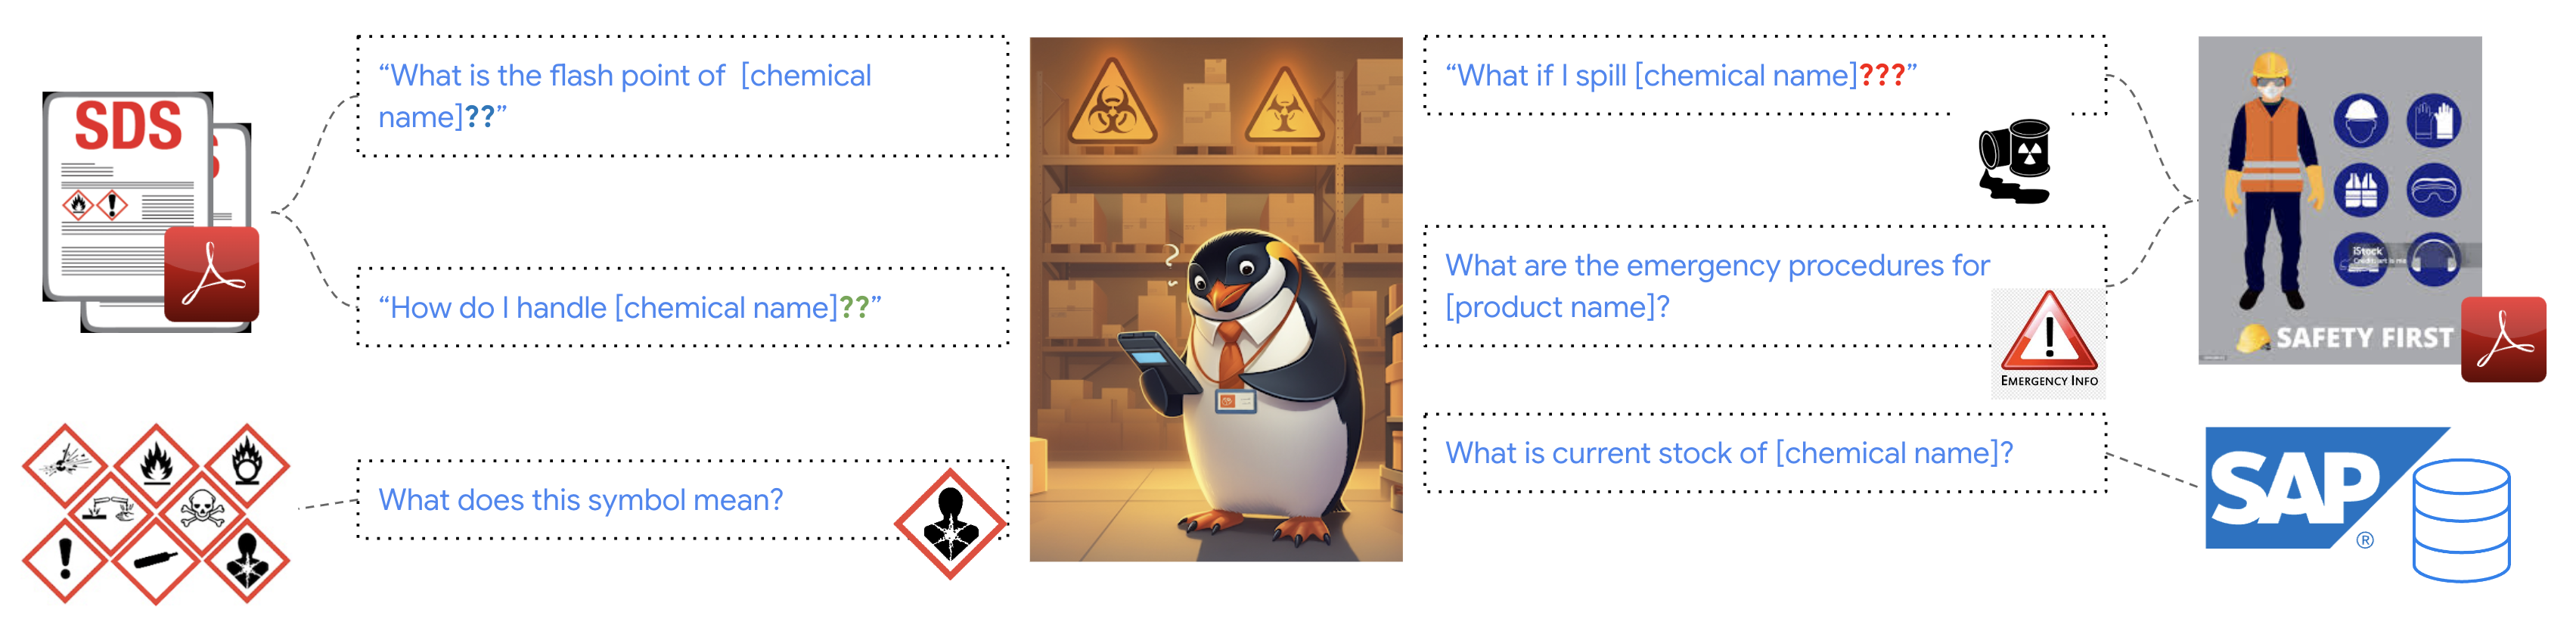 SDS
“What is the flash point of [chemical
name]??”
“How do I handle [chemical name]??”
What does this symbol mean?
?
“What if I spill [chemical name]???”
What are the emergency procedures for
[product name]?
EMERGENCY INFO
What is current stock of [chemical name]?
iStock
SAFETY FIRST
SAP®